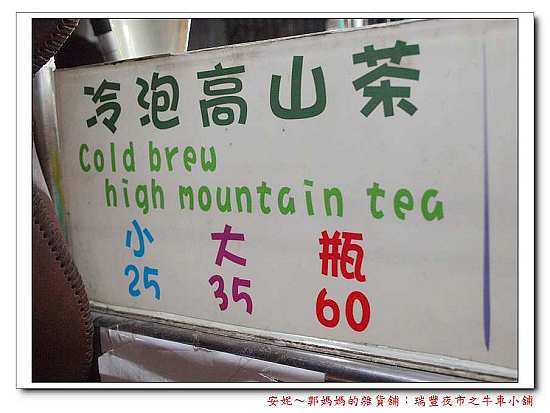 冷泡高山茶
Cold brew
high mountain tea
小 大 瓶
25 35 60
安妮～郭媽媽的雜貨舖：瑞豐夜市之牛車小舖